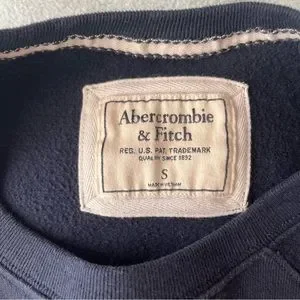 Abercrombie
& Fitch
REG. U.S. PAT. TRADEMARK
QUALITY SINCE 1892
S
MADE IN VIETNAM